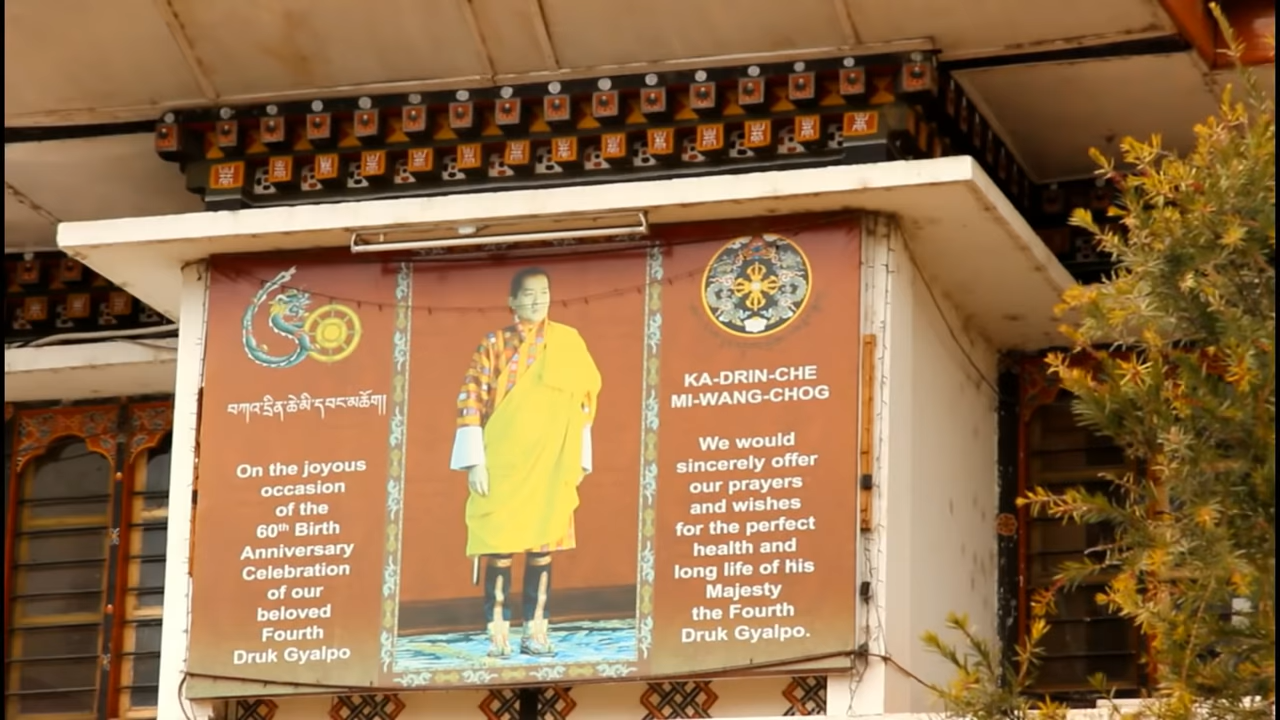 བཀའ་དྲིན་ཆེ་མི་དབང་མཆོག།
On the joyous
occasion
of the
60th Birth
Anniversary
Celebration
of our
beloved
Fourth
Druk Gyalpo
KA-DRIN-CHE
MI-WANG-CHOG
We would
sincerely offer
our prayers
and wishes
for the perfect
health and
long life of his
Majesty
the Fourth
Druk Gyalpo.